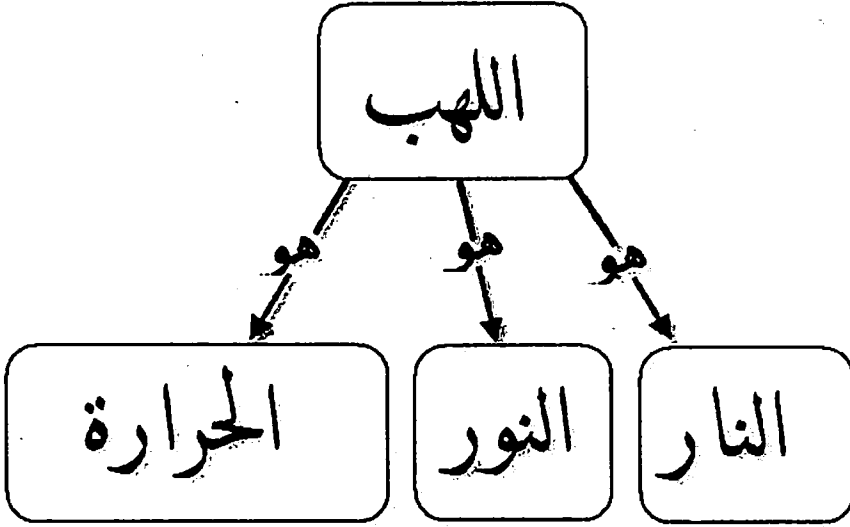 اللهب
هو هو هو
النار النور الحرارة